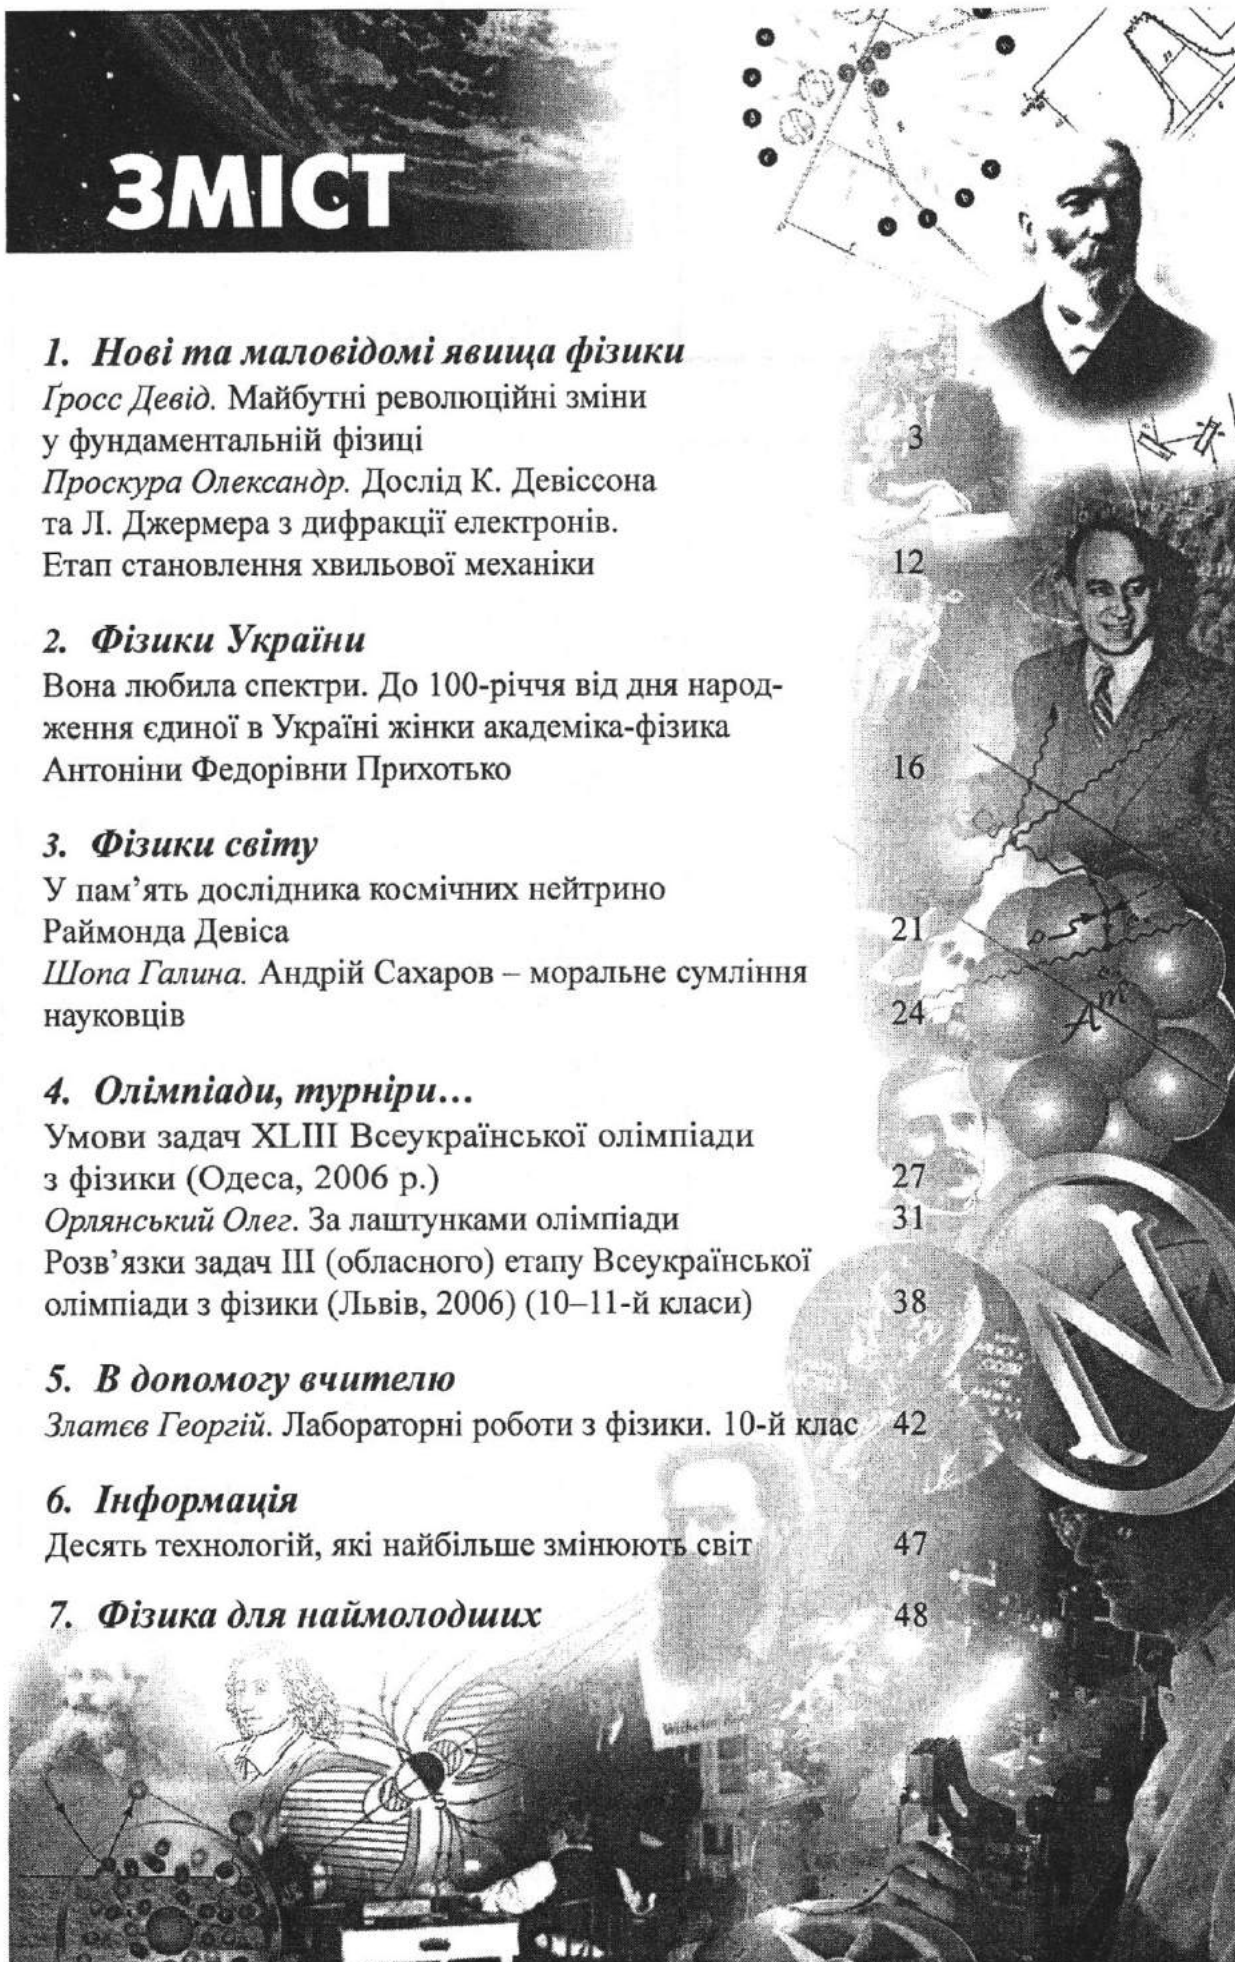 ЗМІСТ
1. Нові та маловідомі явища фізики
Ґросс Девід. Майбутні революційні зміни
у фундаментальній фізиці 3
Проскура Олександр. Дослід К. Девіссона
та Л. Джермера з дифракції електронів.
Етап становлення хвильової механіки 12
2. Фізики України
Вона любила спектри. До 100-річчя від дня народ-
ження єдиної в Україні жінки академіка-фізика
Антоніни Федорівни Прихотько 16
3. Фізики світу
У пам’ять дослідника космічних нейтрино
Раймонда Девіса 21
Шопа Галина. Андрій Сахаров – моральне сумління
науковців 24
4. Олімпіади, турніри...
Умови задач XLIII Всеукраїнської олімпіади
з фізики (Одеса, 2006 р.) 27
Орлянський Олег. За лаштунками олімпіади 31
Розв’язки задач III (обласного) етапу Всеукраїнської
олімпіади з фізики (Львів, 2006) (10–11-й класи) 38
5. В допомогу вчителю
Златєв Георгій. Лабораторні роботи з фізики. 10-й клас 42
6. Інформація
Десять технологій, які найбільше змінюють світ 47
7. Фізика для наймолодших 48
N
Wilhelm